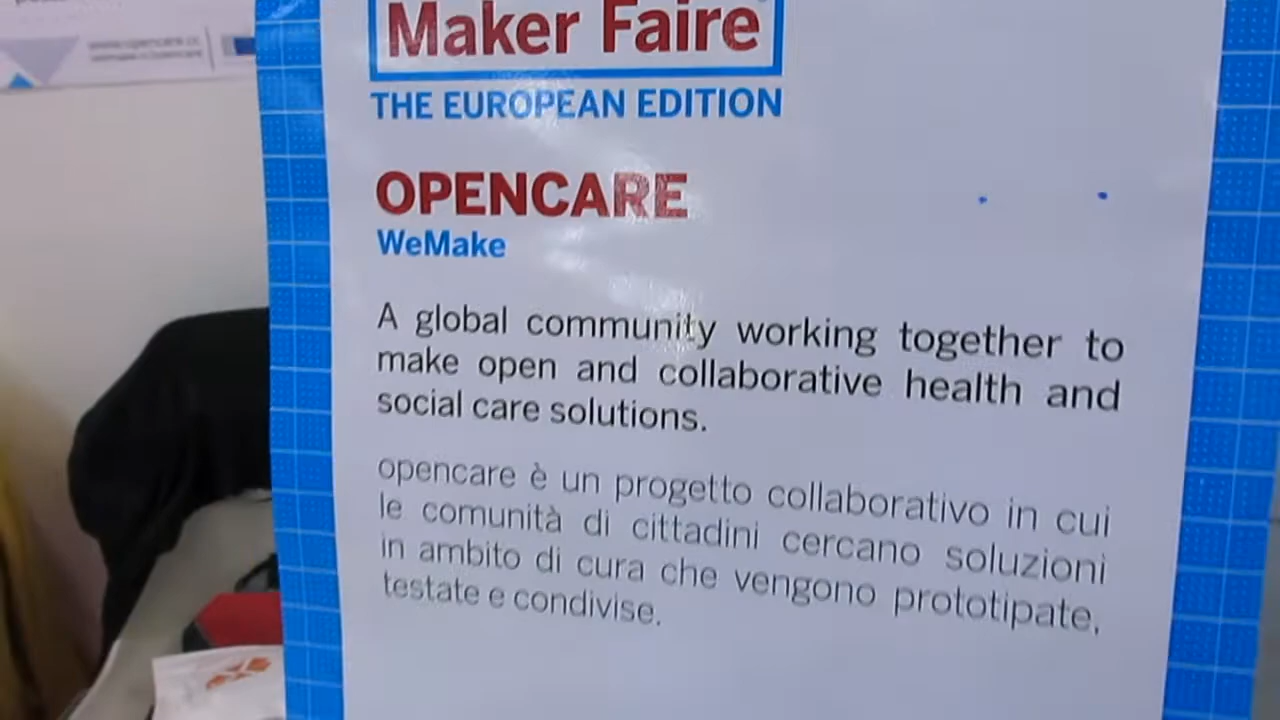 Maker Faire
THE EUROPEAN EDITION
OPENCARE
WeMake
A global community working together to
make open and collaborative health and
social care solutions.
opencare è un progetto collaborativo in cui
le comunità di cittadini cercano soluzioni
in ambito di cura che vengono prototipate,
testate e condivise.